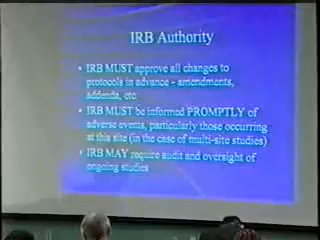 IRB Authority
• IRB MUST approve all changes to
protocols in advance - amendments,
addenda, etc.
• IRB MUST be informed PROMPTLY of
adverse events, particularly those occurring
at this site (in the case of multi-site studies)
• IRB MAY require audit and oversight of
ongoing studies